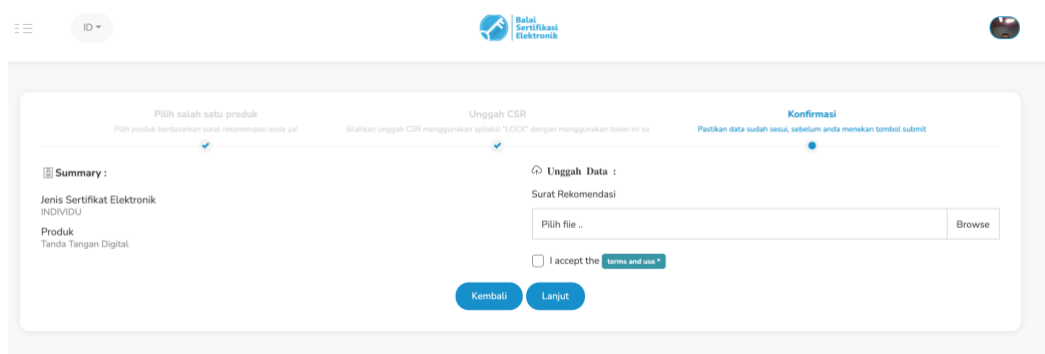 ID
Balai
Sertifikasi
Elektronik
Pilih salah satu produk
Pilih produk berdasarkan surat rekomendasi anda ya!
Unggah CSR
Silahkan unggah CSR menggunakan aplikasi "LOCK" dengan menggunakan token ini ya
Konfirmasi
Pastikan data sudah sesui, sebelum anda menekan tombol submit
Summary :
Jenis Sertifikat Elektronik
INDIVIDU
Produk
Tanda Tangan Digital
Unggah Data :
Surat Rekomendasi
Pilih fiie ..
Browse
I accept the terms and use *
Kembali
Lanjut